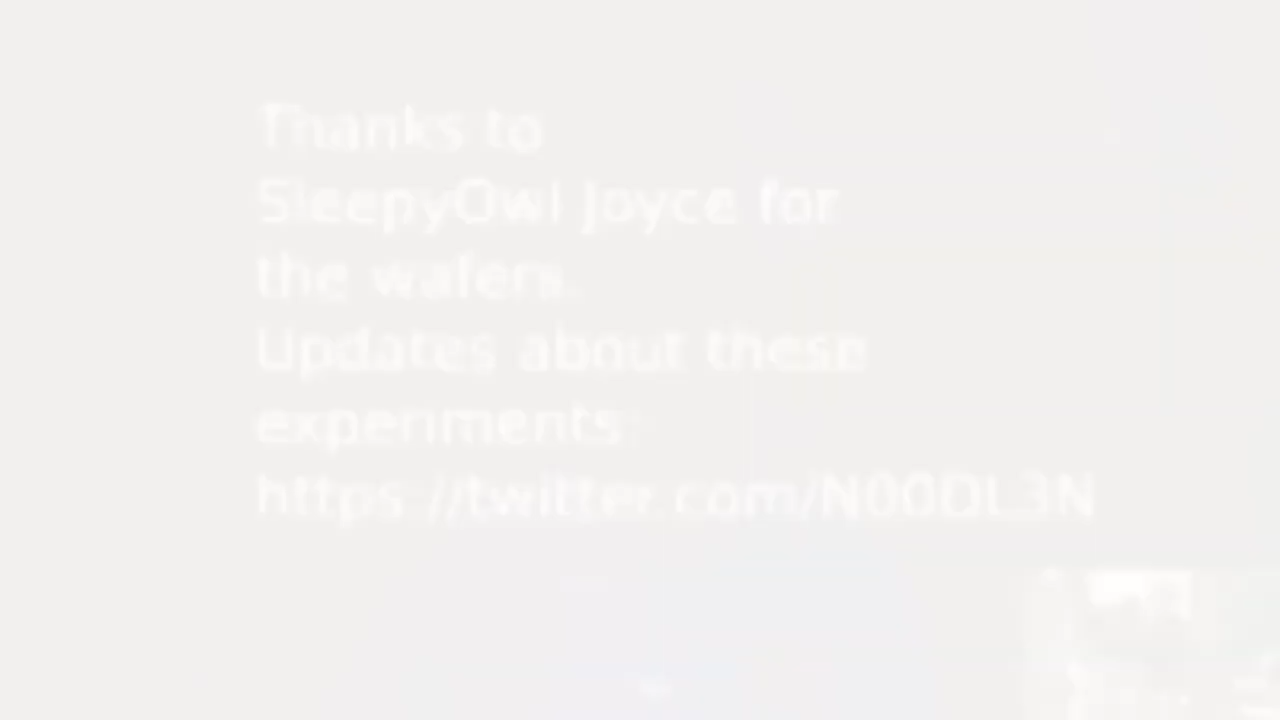 Thanks to
SleepyOwl Joyce for
the wafers.
Updates about these
experiments:
https://twitter.com/N00DL3N